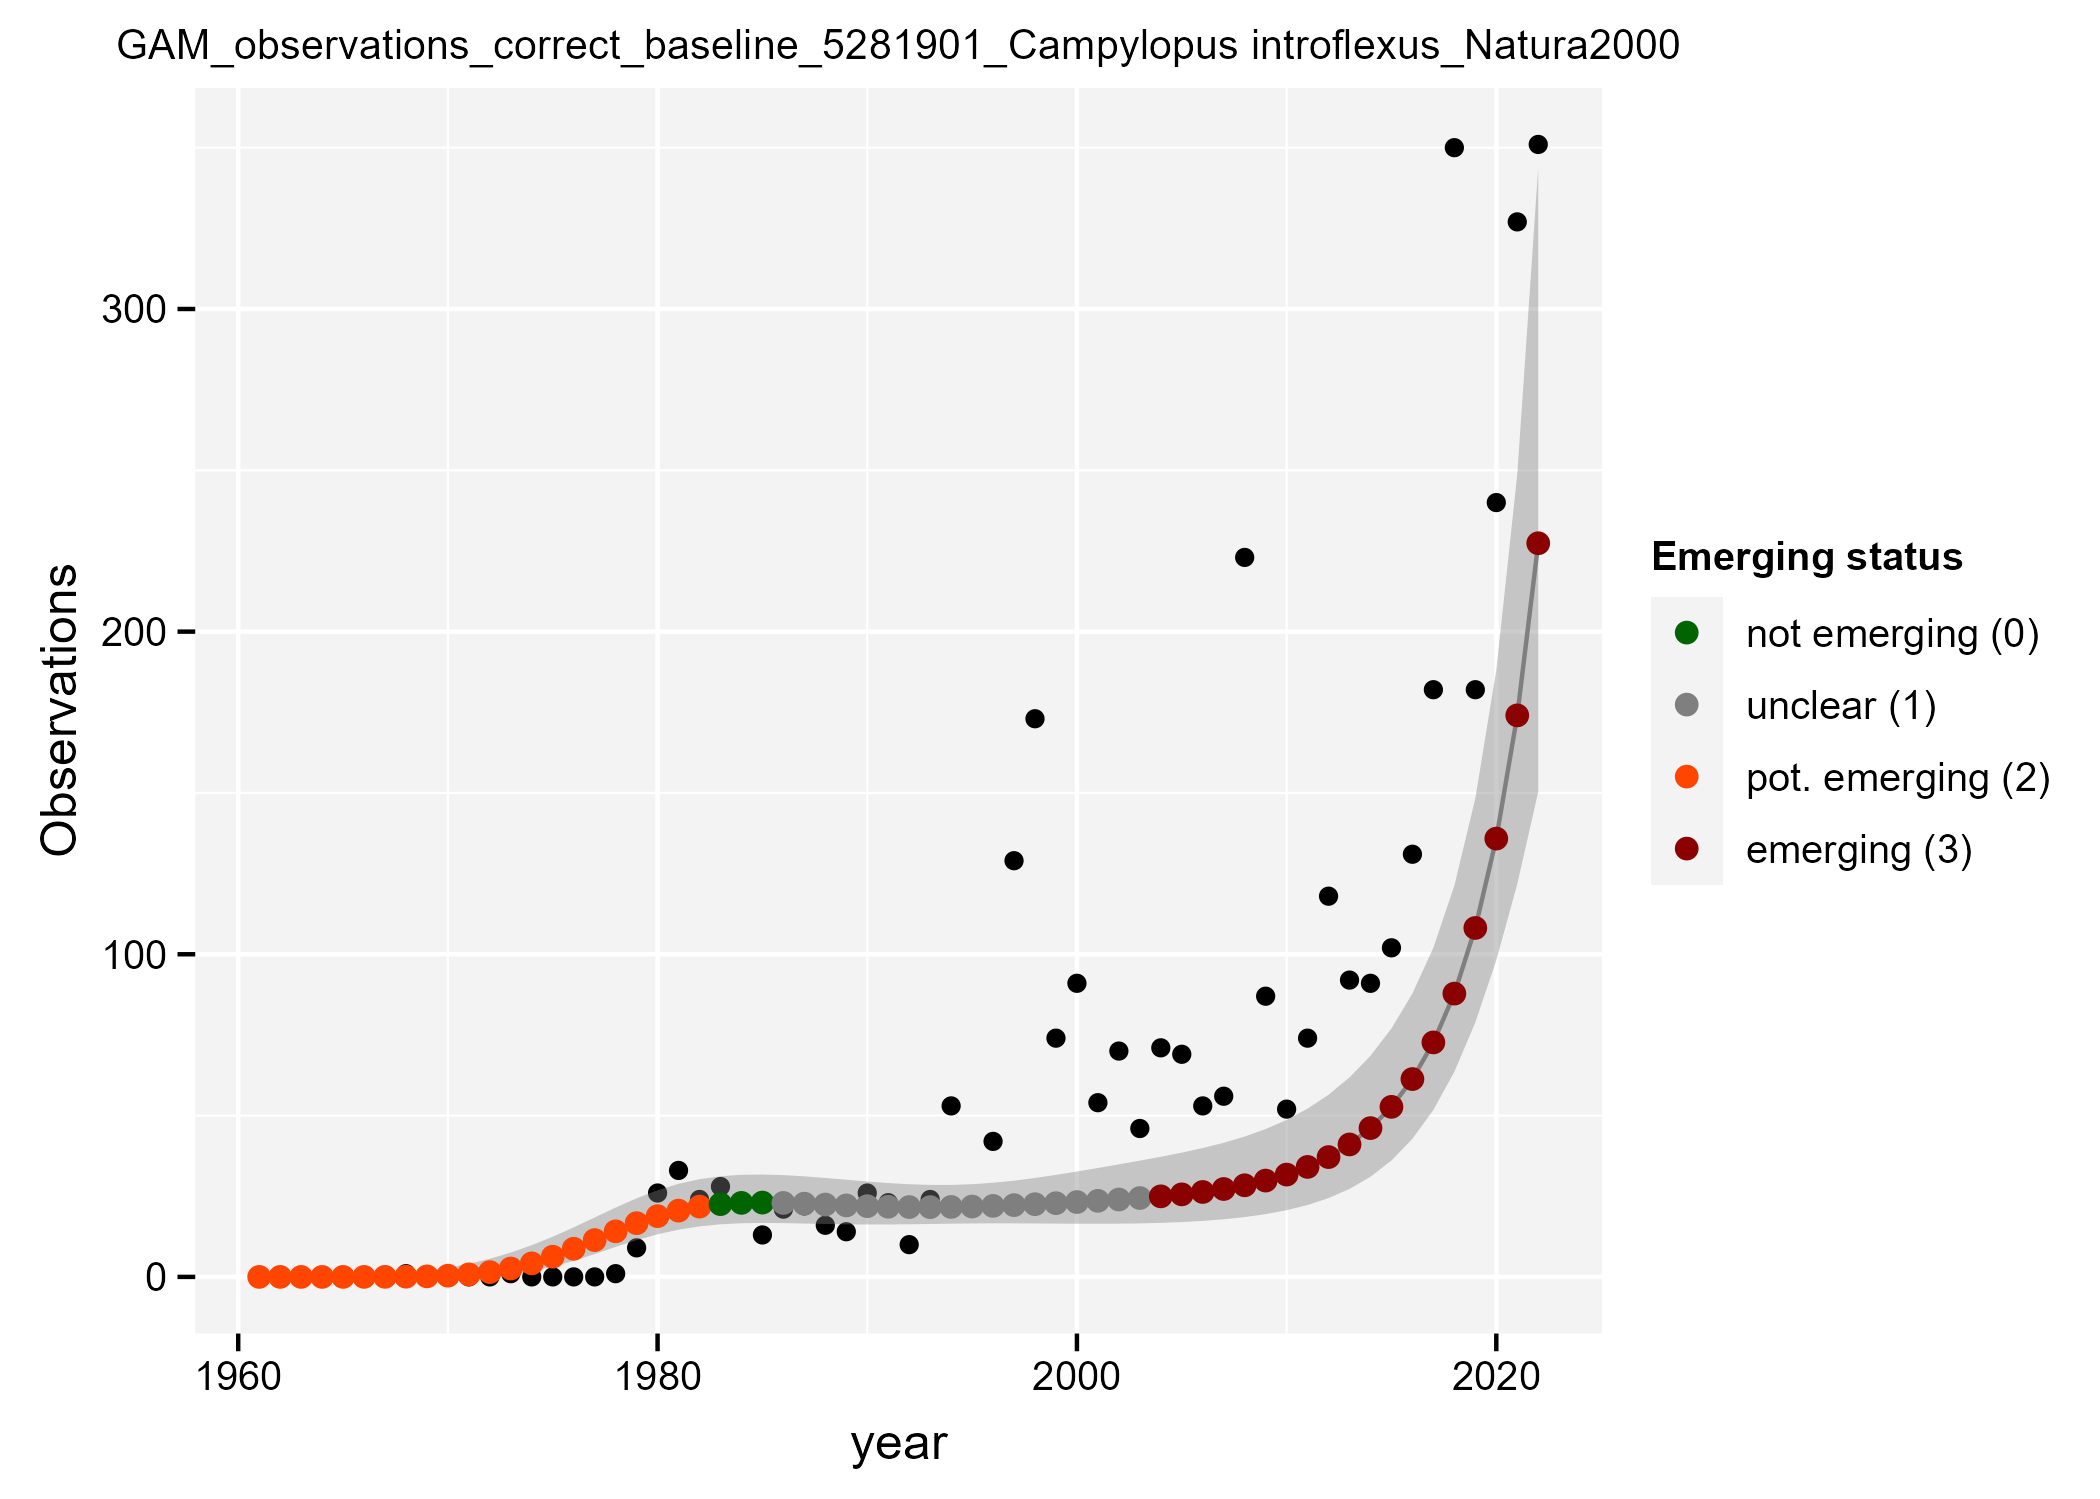 GAM_observations_correct_baseline_5281901_Campylopus introflexus_Natura2000
Observations
300
200
100
0
1960
1980
2000
2020
year
Emerging status
not emerging (0)
unclear (1)
pot. emerging (2)
emerging (3)